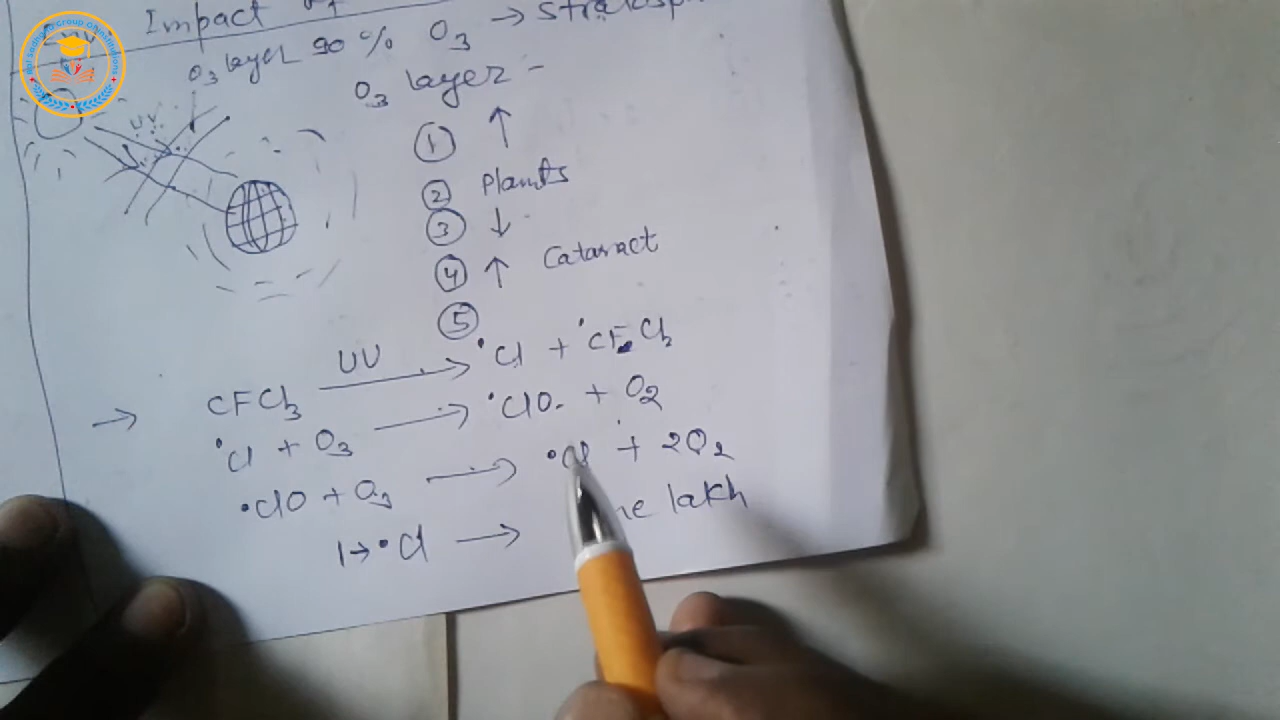 Impact of
O3 layer 90% O3 →
O3 layer -
UV
① ↑
② Plants
③ ↓
④ ↑ Cataract
⑤
→ CFCl3 UV → •Cl + •CFCl2
•Cl + O3 → •ClO + O2
•ClO + O3 → •Cl + 2O2
1→ •Cl → lakh